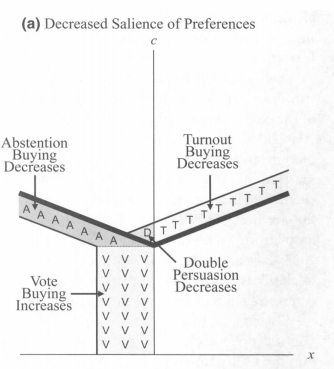 (a) Decreased Salience of Preferences
c
Abstention
Buying
Decreases
Turnout
Buying
Decreases
A A A A A A A A
D T T T T T T T T T T
Double
Persuasion
Decreases
Vote
Buying
Increases
V V V
V V V
V V V
V V V
V V V
V V V
V V V
x